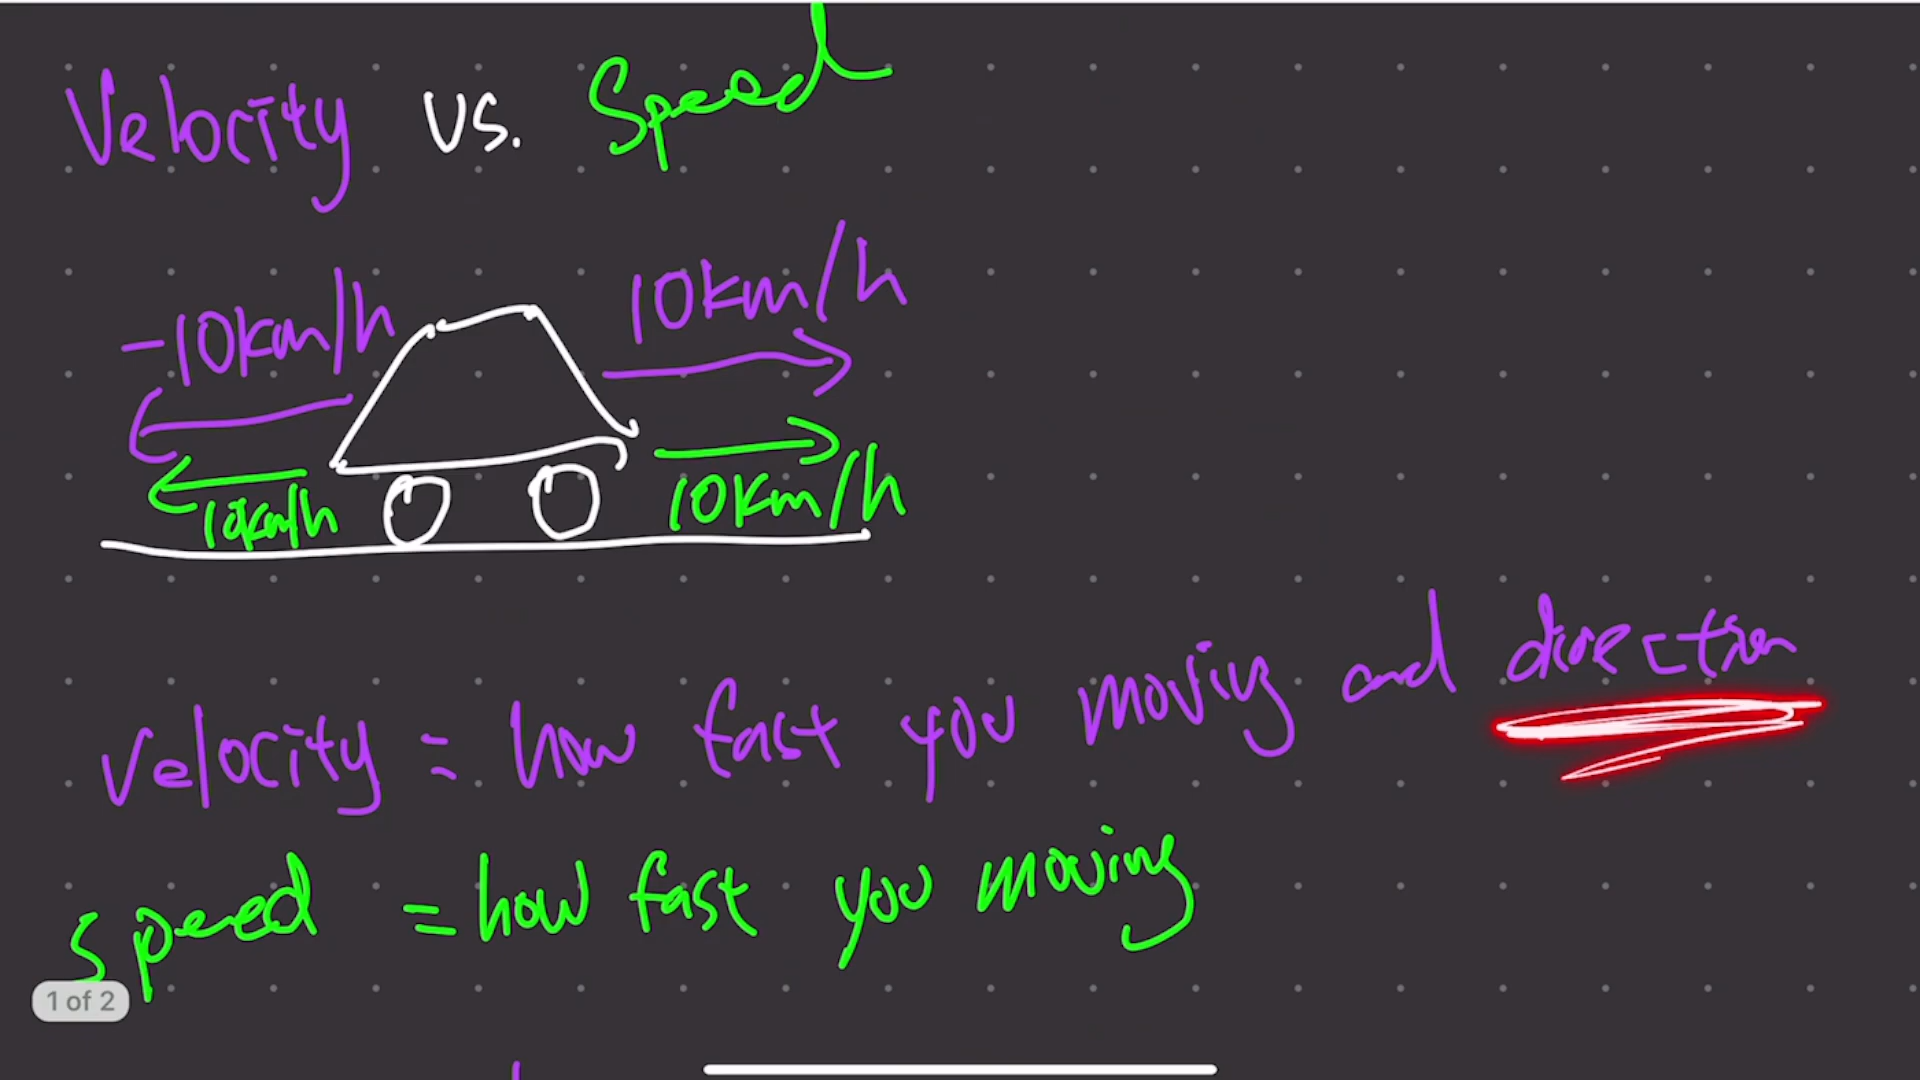 Velocity vs. Speed
-10km/h 10km/h
10km/h 10km/h
Velocity = how fast you moving and direction
speed = how fast you moving
1 of 2